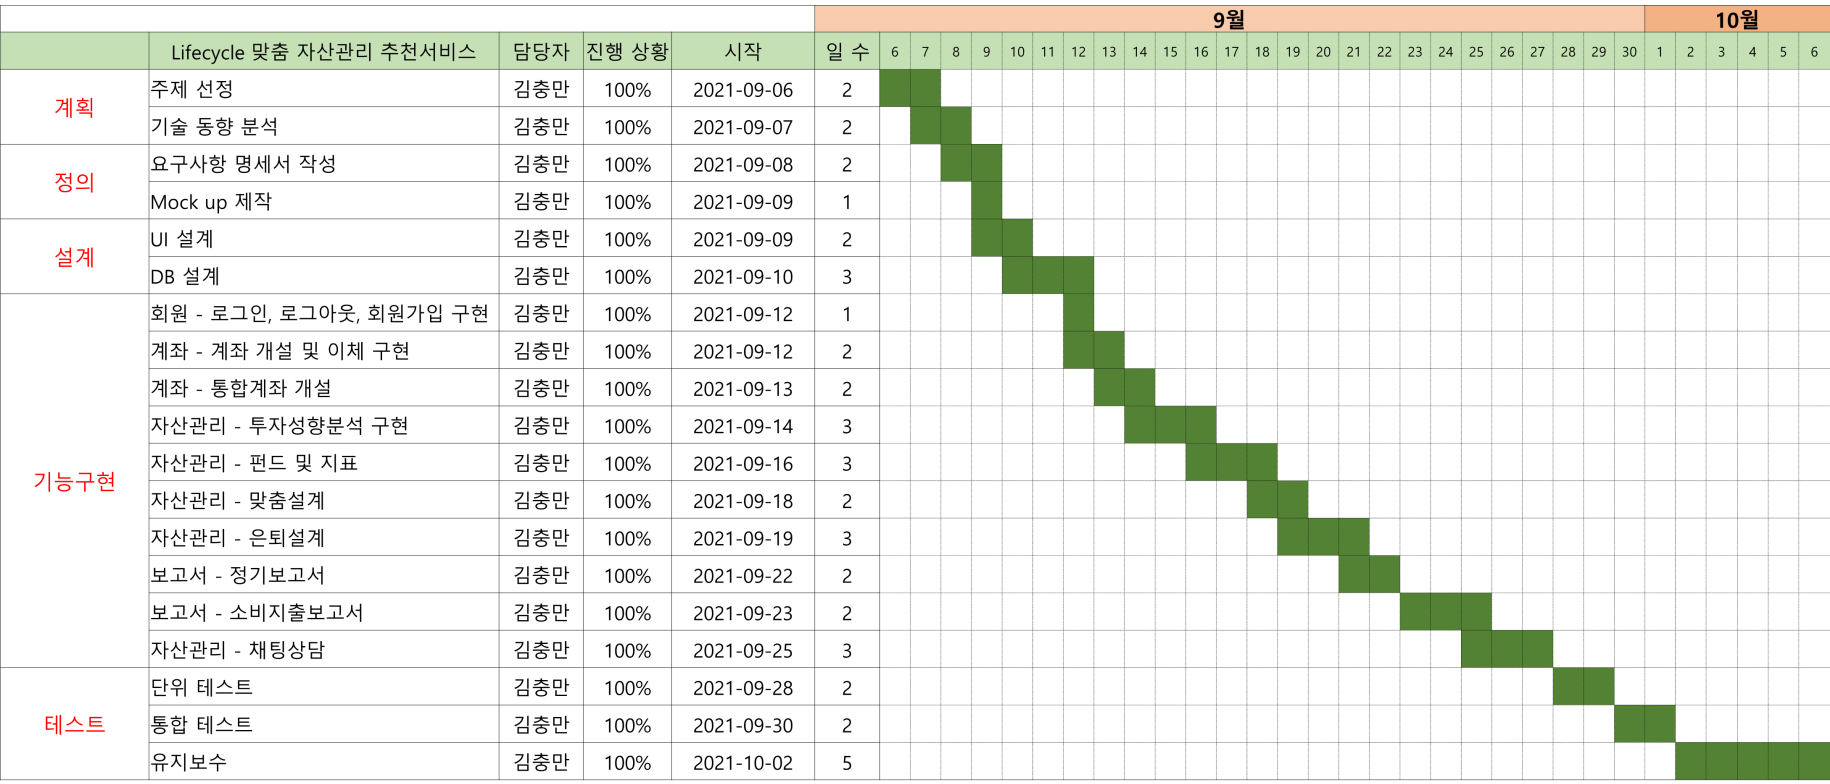 9월 10월
Lifecycle 맞춤 자산관리 추천서비스 담당자 진행 상황 시작 일 수 6 7 8 9 10 11 12 13 14 15 16 17 18 19 20 21 22 23 24 25 26 27 28 29 30 1 2 3 4 5 6
계획
주제 선정 김충만 100% 2021-09-06 2
기술 동향 분석 김충만 100% 2021-09-07 2
정의
요구사항 명세서 작성 김충만 100% 2021-09-08 2
Mock up 제작 김충만 100% 2021-09-09 1
설계
UI 설계 김충만 100% 2021-09-09 2
DB 설계 김충만 100% 2021-09-10 3
기능구현
회원 - 로그인, 로그아웃, 회원가입 구현 김충만 100% 2021-09-12 1
계좌 - 계좌 개설 및 이체 구현 김충만 100% 2021-09-12 2
계좌 - 통합계좌 개설 김충만 100% 2021-09-13 2
자산관리 - 투자성향분석 구현 김충만 100% 2021-09-14 3
자산관리 - 펀드 및 지표 김충만 100% 2021-09-16 3
자산관리 - 맞춤설계 김충만 100% 2021-09-18 2
자산관리 - 은퇴설계 김충만 100% 2021-09-19 3
보고서 - 정기보고서 김충만 100% 2021-09-22 2
보고서 - 소비지출보고서 김충만 100% 2021-09-23 2
자산관리 - 채팅상담 김충만 100% 2021-09-25 3
테스트
단위 테스트 김충만 100% 2021-09-28 2
통합 테스트 김충만 100% 2021-09-30 2
유지보수 김충만 100% 2021-10-02 5